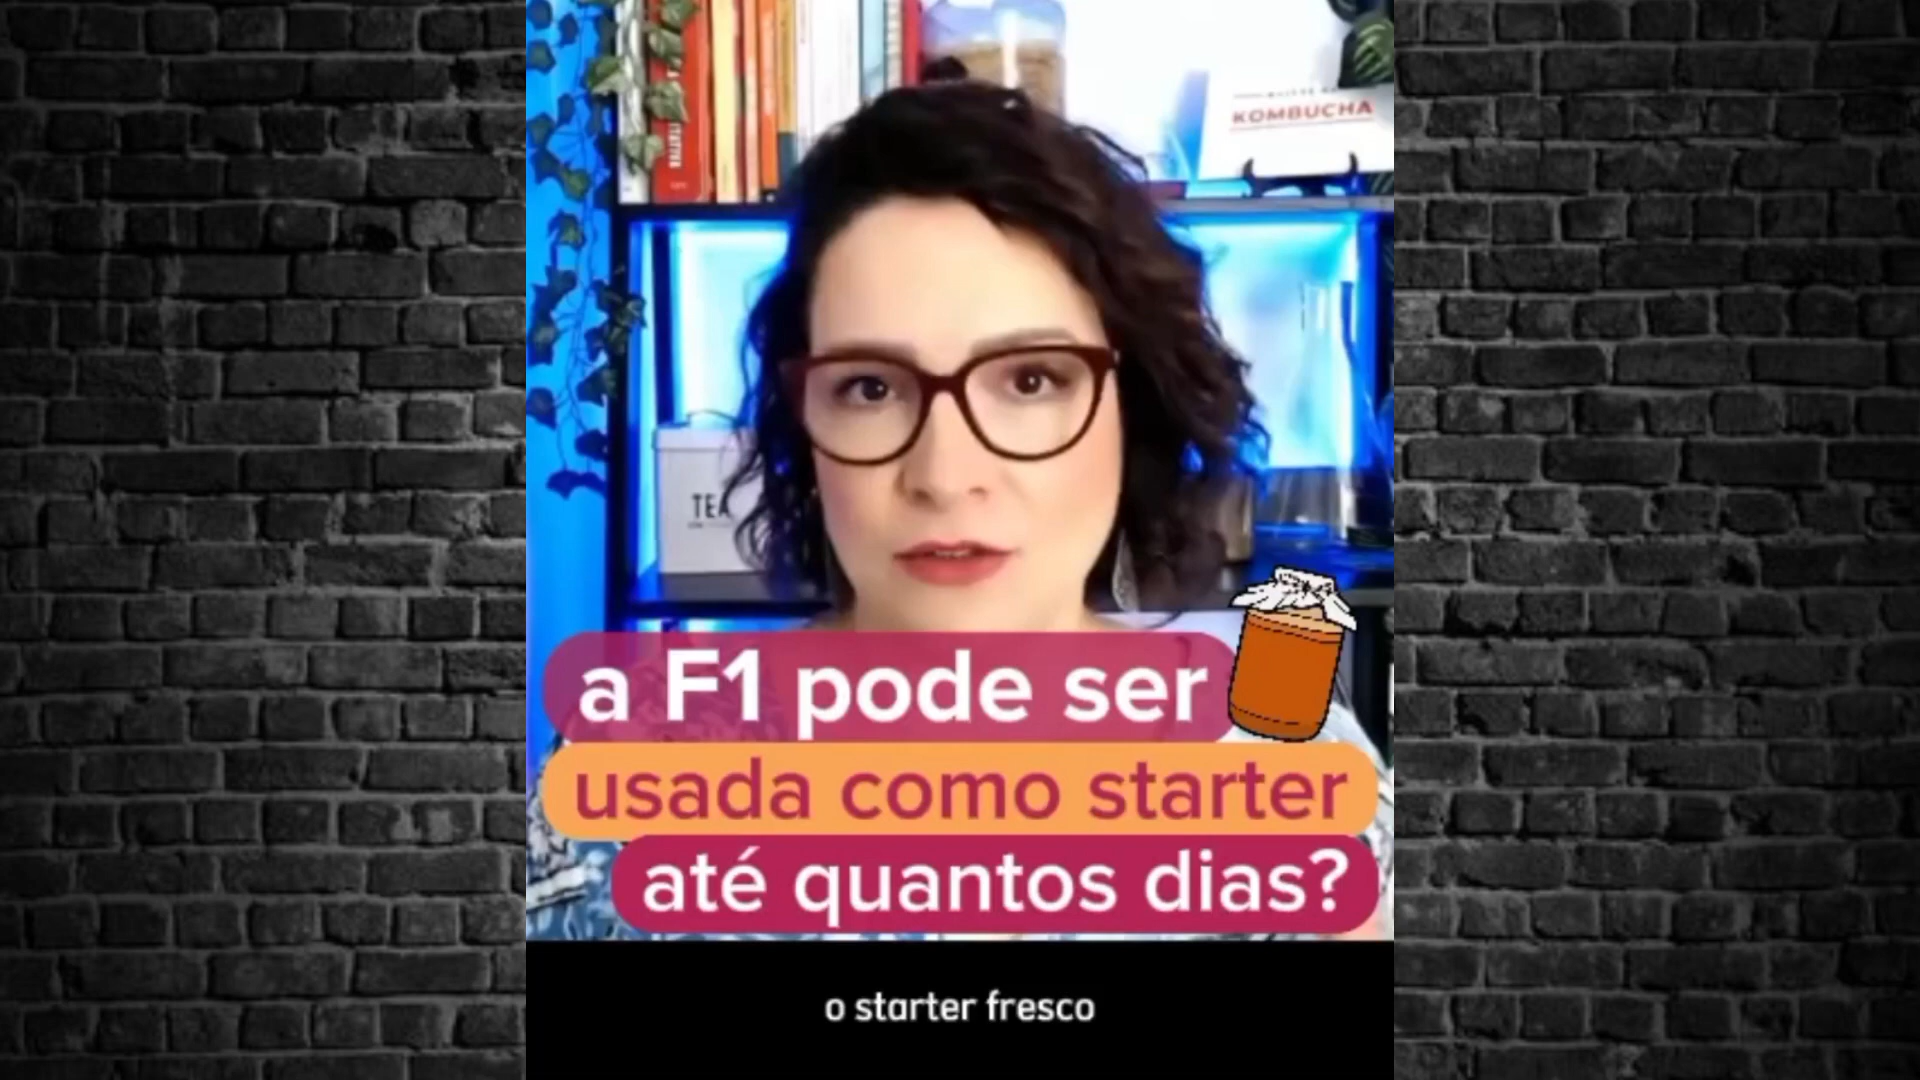 KOMBUCHA
TEA
a F1 pode ser
usada como starter
até quantos dias?
o starter fresco